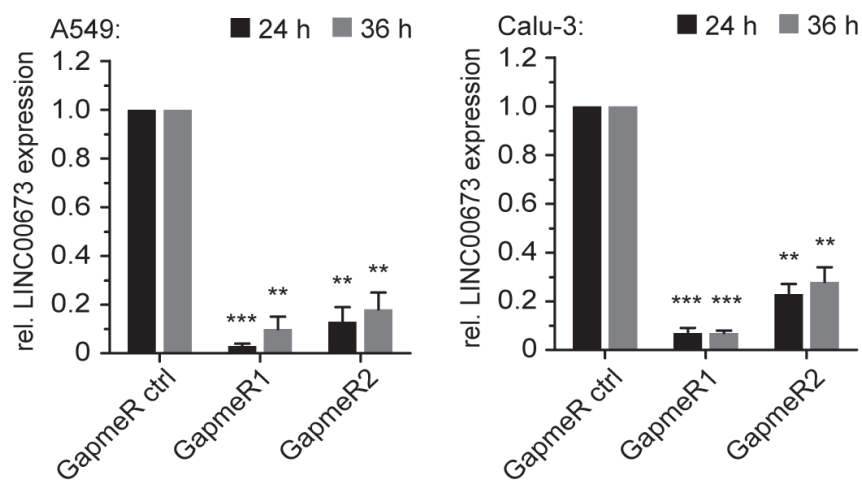 A549: 24 h 36 h
rel. LINC00673 expression
1.2
1.0
0.8
0.6
0.4
0.2
0
*** ** ** **
GapmeR ctrl
GapmeR1
GapmeR2
Calu-3: 24 h 36 h
rel. LINC00673 expression
1.2
1.0
0.8
0.6
0.4
0.2
0
*** *** ** **
GapmeR ctrl
GapmeR1
GapmeR2